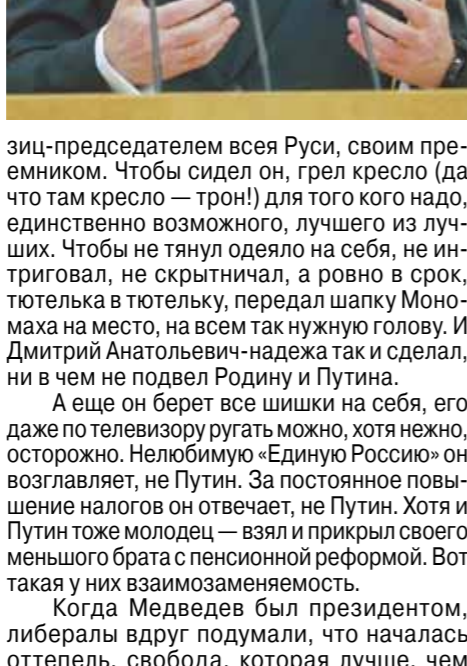 зиц-председателем всея Руси, своим пре-
емником. Чтобы сидел он, грел кресло (да
что там кресло — трон!) для того кого надо,
единственно возможного, лучшего из луч-
ших. Чтобы не тянул одеяло на себя, не ин-
триговал, не скрытничал, а ровно в срок,
тютелька в тютельку, передал шапку Моно-
маха на место, на всем так нужную голову. И
Дмитрий Анатольевич-надежа так и сделал,
ни в чем не подвел Родину и Путина.
А еще он берет все шишки на себя, его
даже по телевизору ругать можно, хотя нежно,
осторожно. Нелюбимую «Единую Россию» он
возглавляет, не Путин. За постоянное повы-
шение налогов он отвечает, не Путин. Хотя и
Путин тоже молодец — взял и прикрыл своего
меньшого брата с пенсионной реформой. Вот
такая у них взаимозаменяемость.
Когда Медведев был президентом,
либералы вдруг подумали, что началась
оттепель, свобода, которая лучше, чем